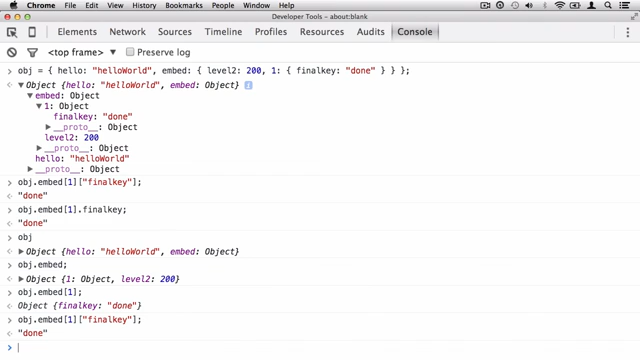 Chrome File Edit View History Bookmarks People Window Help
Developer Tools - about:blank
Elements Network Sources Timeline Profiles Resources Audits Console
<top frame> Preserve log
> obj = { hello: "helloWorld", embed: { level2: 200, 1: { finalkey: "done" } } };
Object {hello: "helloWorld", embed: Object}
embed: Object
1: Object
finalkey: "done"
__proto__: Object
level2: 200
__proto__: Object
hello: "helloWorld"
__proto__: Object
> obj.embed[1]["finalkey"];
"done"
> obj.embed[1].finalkey;
"done"
> obj
Object {hello: "helloWorld", embed: Object}
> obj.embed;
Object {1: Object, level2: 200}
> obj.embed[1];
Object {finalkey: "done"}
> obj.embed[1]["finalkey"];
"done"
>